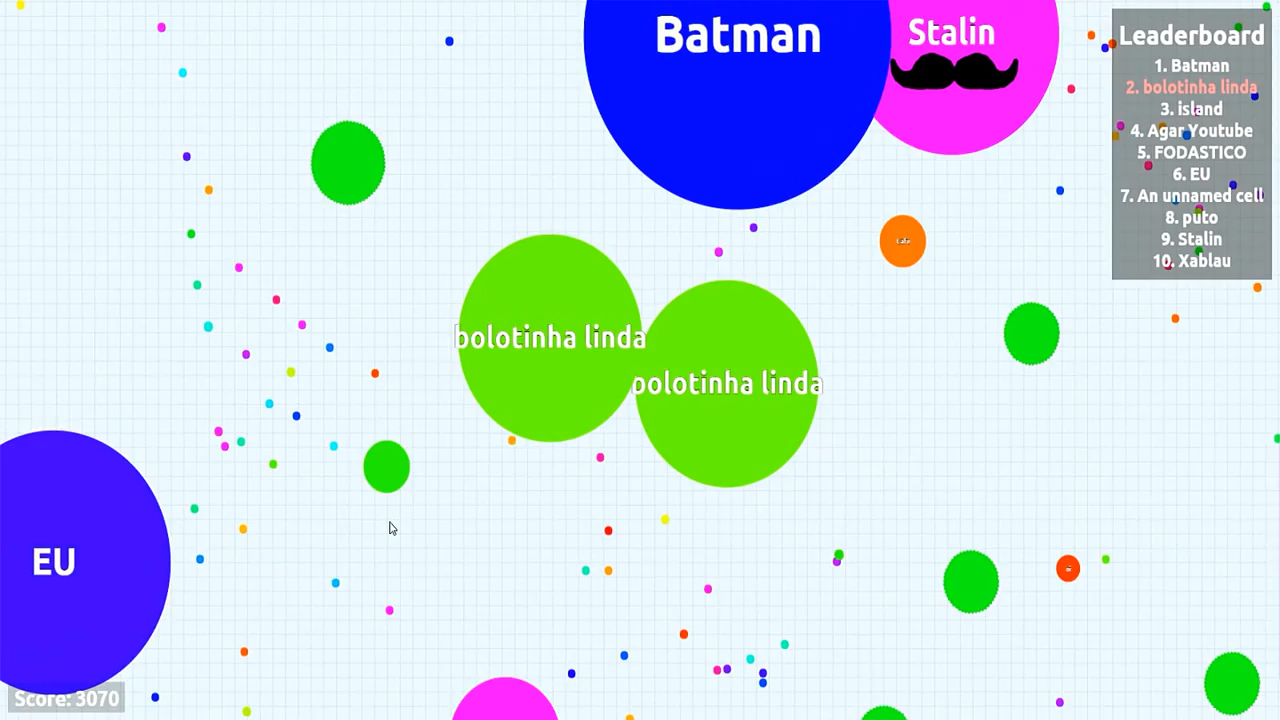 Batman
Stalin
Leaderboard
1. Batman
2. bolotinha linda
3. island
4. Agar Youtube
5. FODASTICO
6. EU
7. An unnamed cell
8. puto
9. Stalin
10. Xablau
bolotinha linda
bolotinha linda
EU
Score: 3070